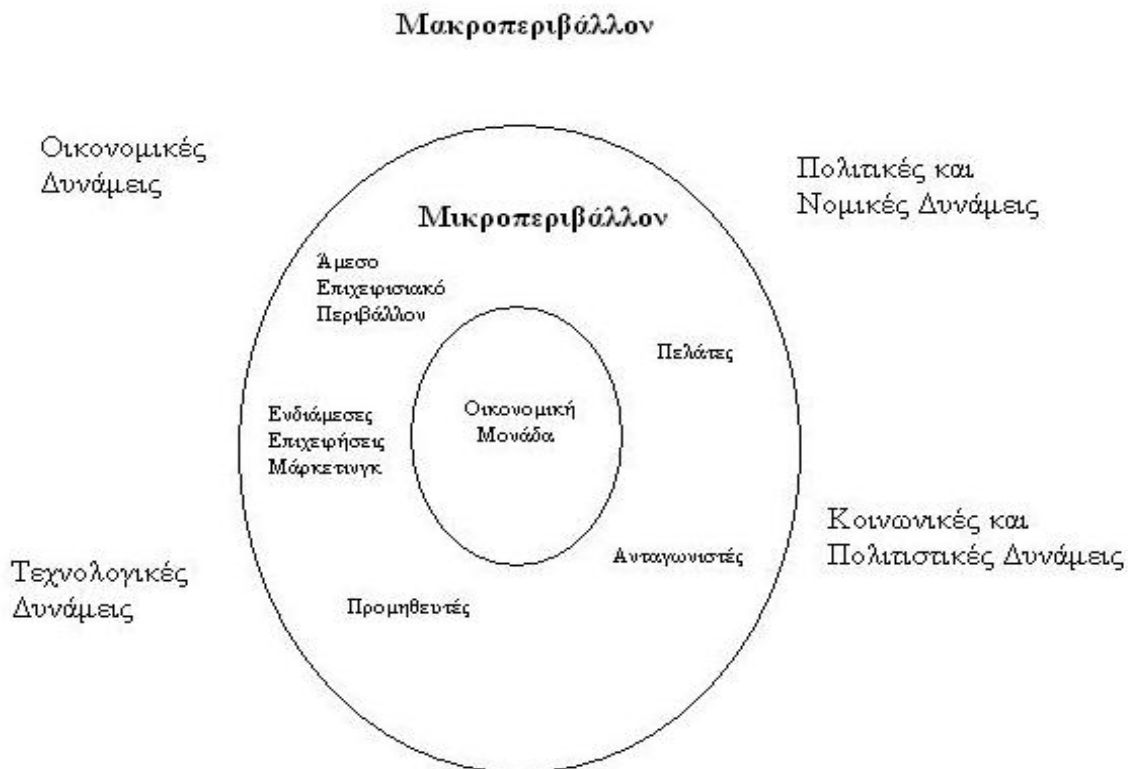 Μακροπεριβάλλον
Οικονομικές
Δυνάμεις
Πολιτικές και
Νομικές Δυνάμεις
Μικροπεριβάλλον
Άμεσο
Επιχειρισιακό
Περιβάλλον
Πελάτες
Ενδιάμεσες
Επιχειρήσεις
Μάρκετινγκ
Οικονομική
Μονάδα
Κοινωνικές και
Πολιτιστικές Δυνάμεις
Ανταγωνιστές
Τεχνολογικές
Δυνάμεις
Προμηθευτές